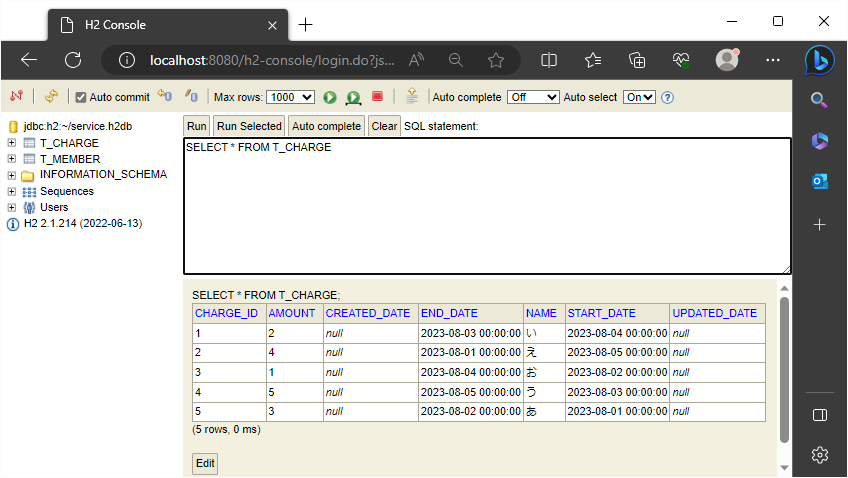 H2 Console
localhost:8080/h2-console/login.do?js...
Auto commit Max rows: 1000 Auto complete Off Auto select On
jdbc:h2:~/service.h2db
T_CHARGE
T_MEMBER
INFORMATION_SCHEMA
Sequences
Users
H2 2.1.214 (2022-06-13)
Run Run Selected Auto complete Clear SQL statement:
SELECT * FROM T_CHARGE
SELECT * FROM T_CHARGE;
CHARGE_ID AMOUNT CREATED_DATE END_DATE NAME START_DATE UPDATED_DATE
1 2 null 2023-08-03 00:00:00 い 2023-08-04 00:00:00 null
2 4 null 2023-08-01 00:00:00 え 2023-08-05 00:00:00 null
3 1 null 2023-08-04 00:00:00 お 2023-08-02 00:00:00 null
4 5 null 2023-08-05 00:00:00 う 2023-08-03 00:00:00 null
5 3 null 2023-08-02 00:00:00 あ 2023-08-01 00:00:00 null
(5 rows, 0 ms)
Edit